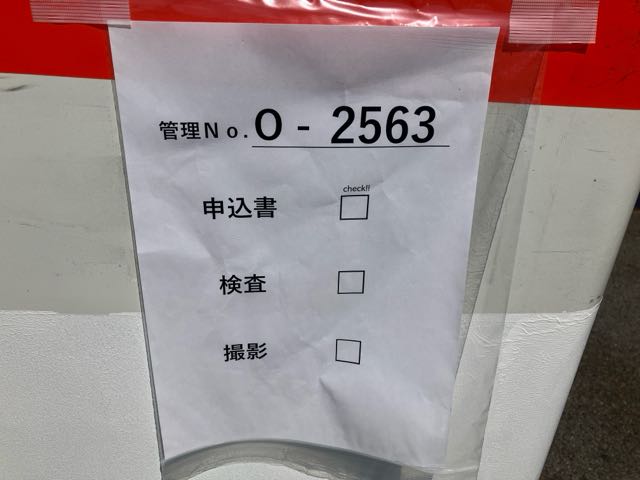 管理No. O - 2563
check!!
申込書 □
検査 □
撮影 □